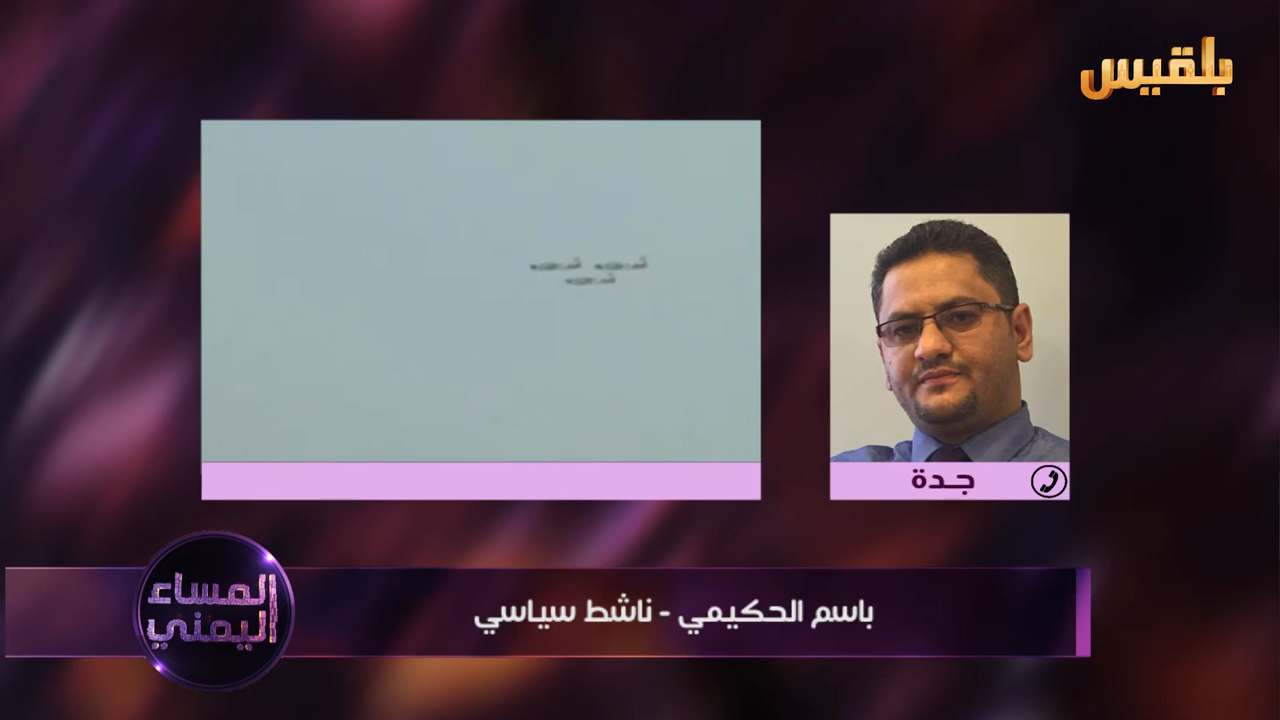 بلقيس
جدة
المساء
اليمني
باسم الحكيمي - ناشط سياسي